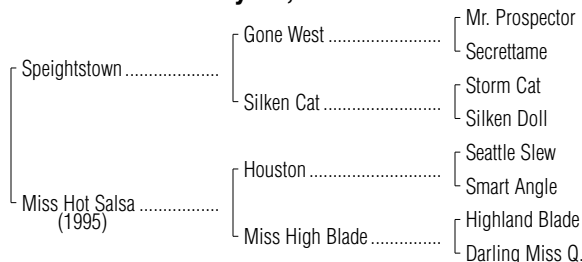 Mr. Prospector
Gone West ........................
Secrettame
Speightstown ....................
Storm Cat
Silken Cat .........................
Silken Doll
Seattle Slew
Houston ............................
Smart Angle
Miss Hot Salsa .................
(1995)
Highland Blade
Miss High Blade ...............
Darling Miss Q.